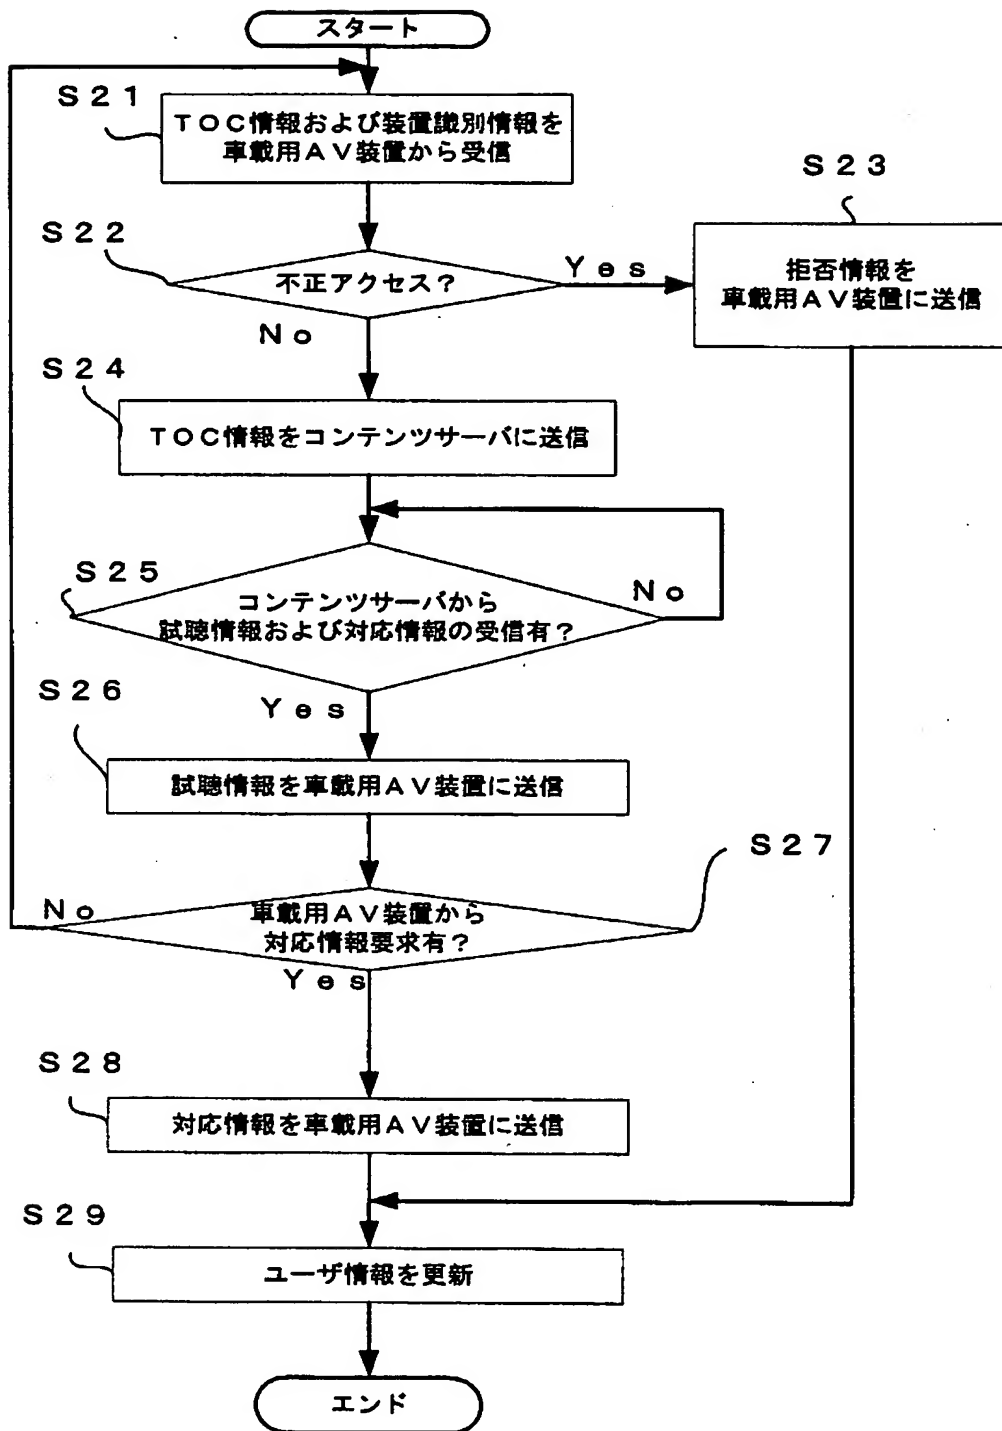 スタート
S21
TOC情報および装置識別情報を
車載用AV装置から受信
S22
不正アクセス?
Yes
No
S23
拒否情報を
車載用AV装置に送信
S24
TOC情報をコンテンツサーバに送信
S25
コンテンツサーバから
試聴情報および対応情報の受信有?
No
Yes
S26
試聴情報を車載用AV装置に送信
S27
車載用AV装置から
対応情報要求有?
No
Yes
S28
対応情報を車載用AV装置に送信
S29
ユーザ情報を更新
エンド